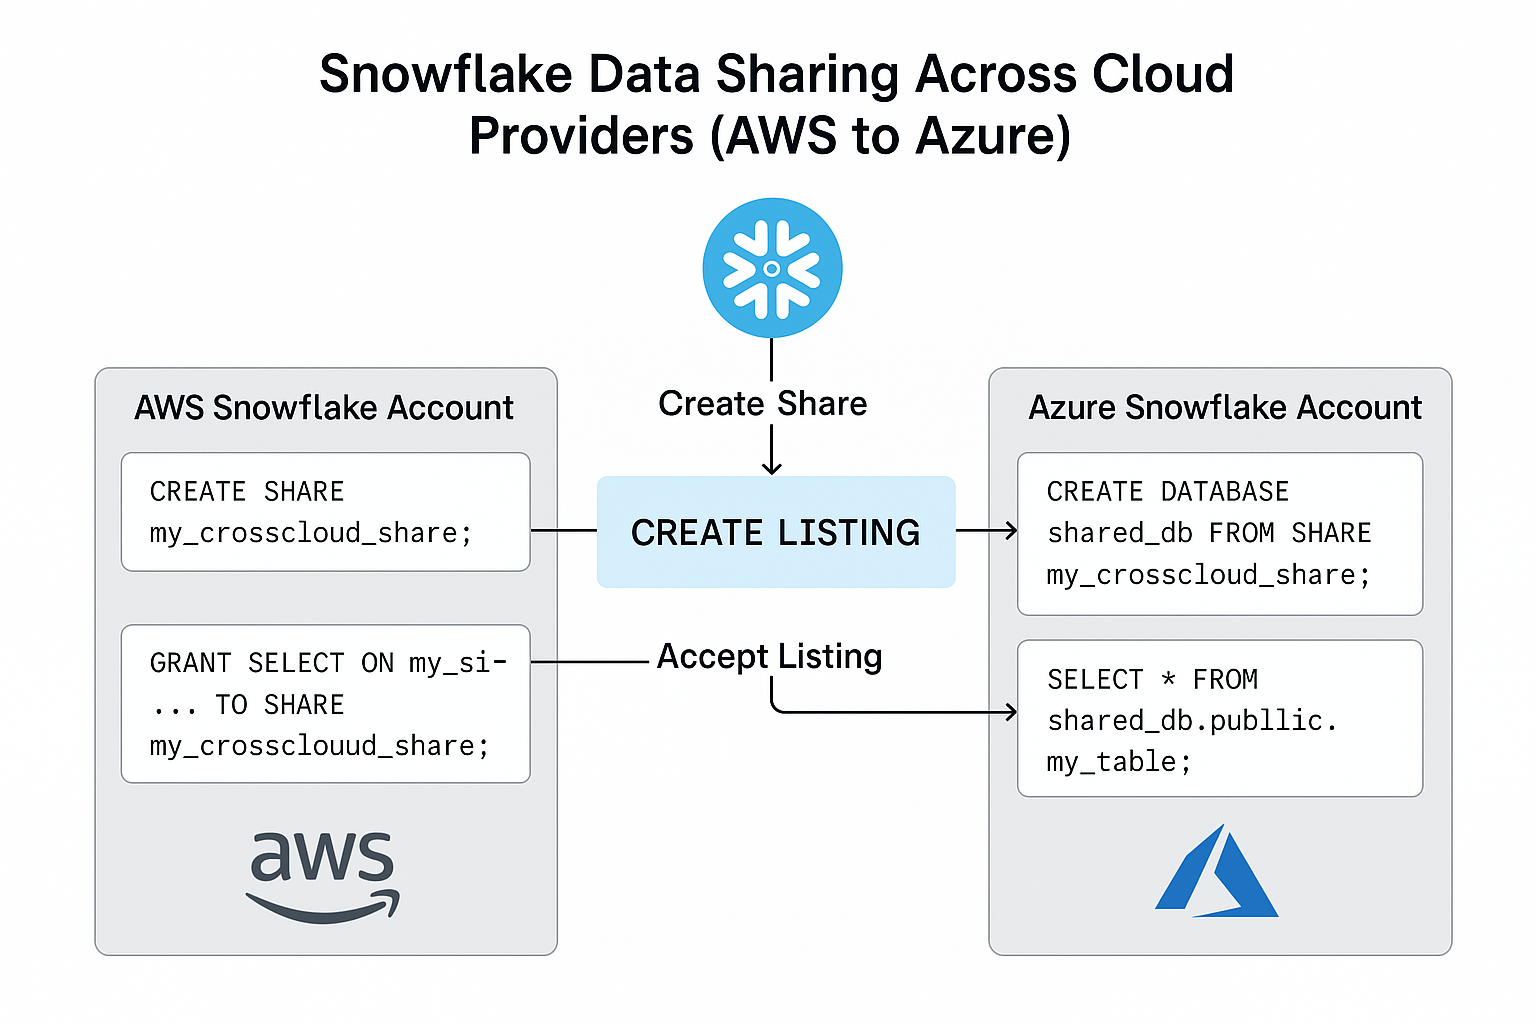 Snowflake Data Sharing Across Cloud
Providers (AWS to Azure)
Create Share
AWS Snowflake Account
CREATE SHARE
my_crosscloud_share;
GRANT SELECT ON my_si-
... TO SHARE
my_crossclouud_share;
aws
CREATE LISTING
Accept Listing
Azure Snowflake Account
CREATE DATABASE
shared_db FROM SHARE
my_crosscloud_share;
SELECT * FROM
shared_db.publlic.
my_table;